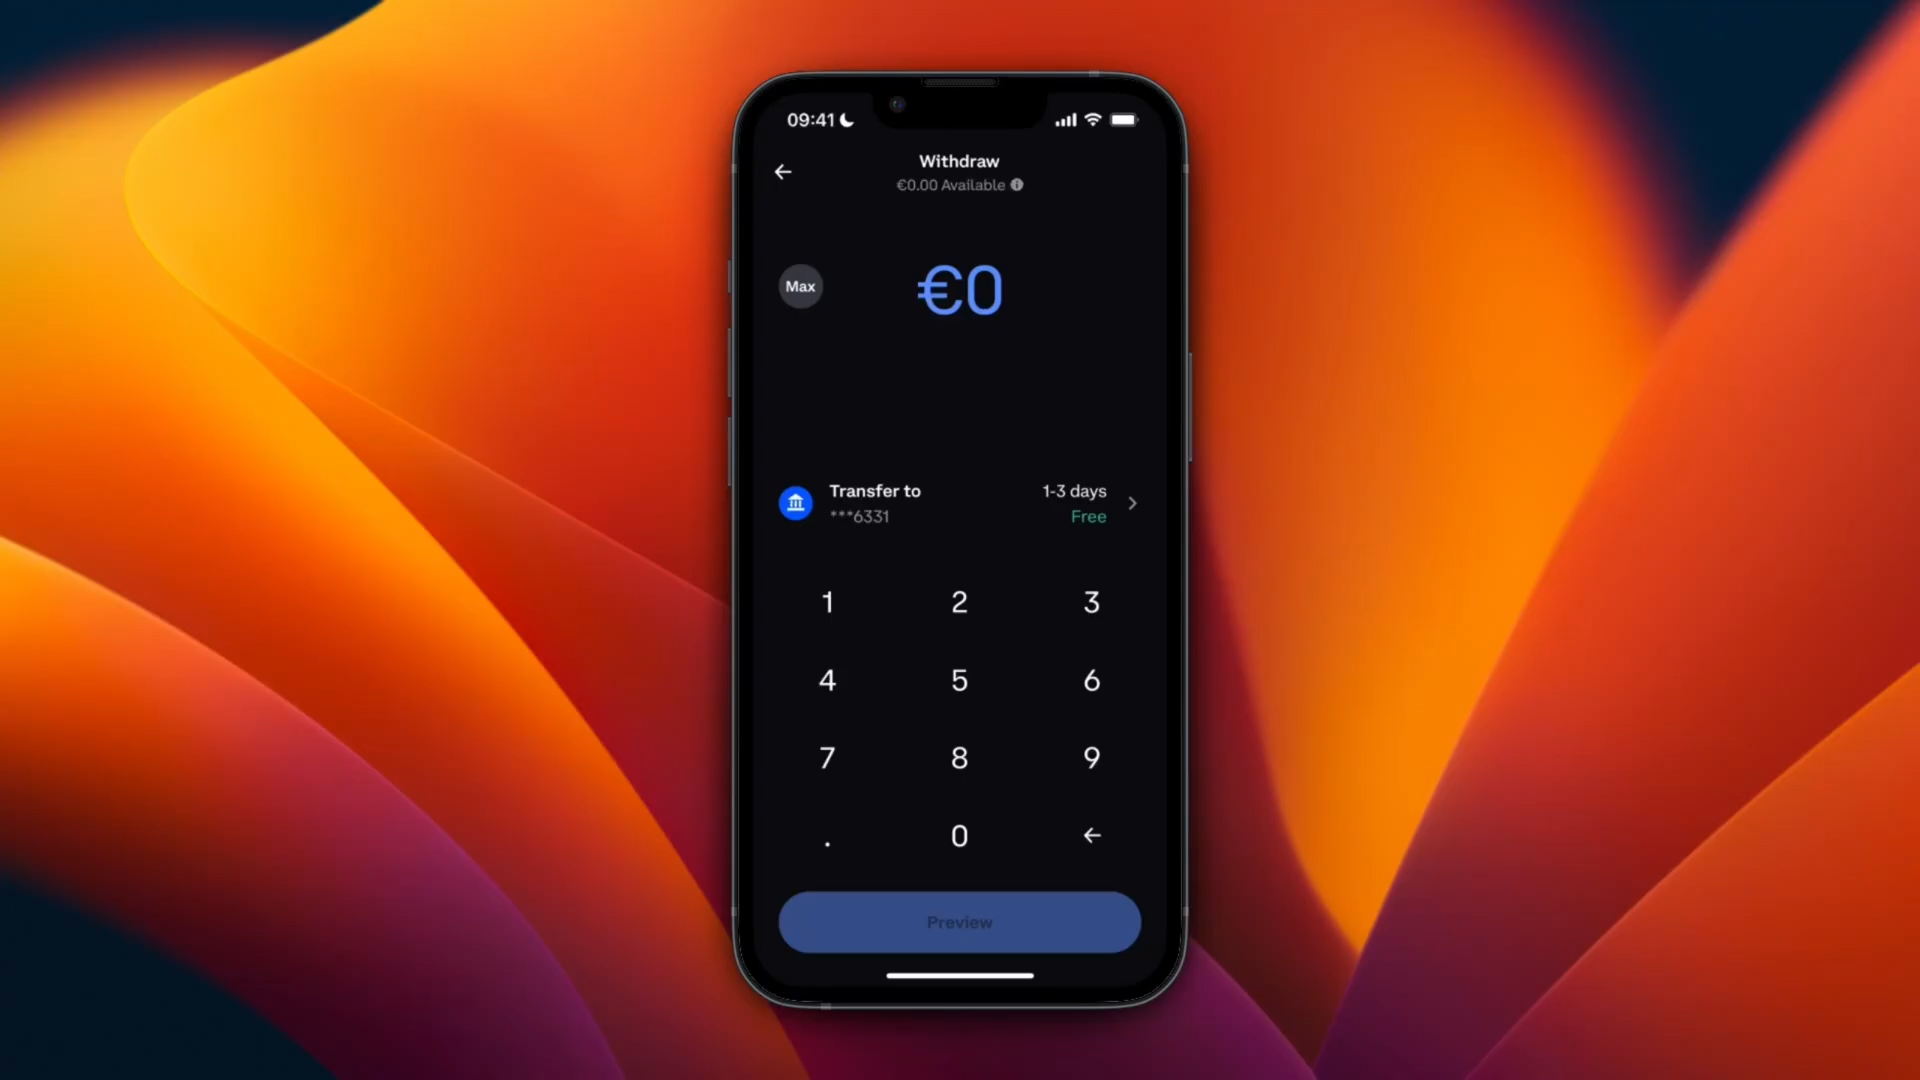 09:41
Withdraw
€0.00 Available
Max
€0
Transfer to
1-3 days
***6331
Free
1 2 3
4 5 6
7 8 9
. 0
Preview